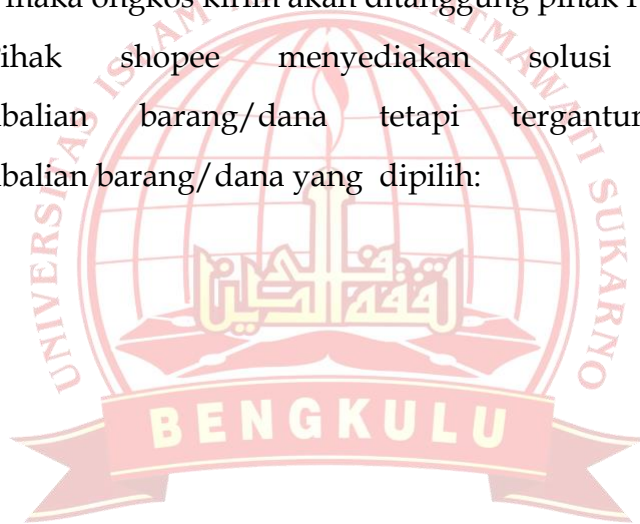 maka ongkos kirim akan ditanggung pihak
pihak shopee menyediakan solusi
balian barang/dana tetapi tergantun
balian barang/dana yang dipilih:
UNIVERSITAS ISLAM FATMAWATI SUKARNO
BENGKULU